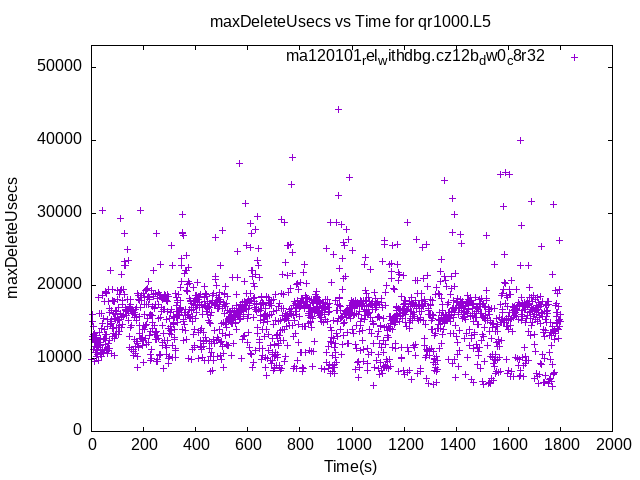 maxDeleteUsecs vs Time for qr1000.L5
ma120101relwithdbg.cz12bdw0c8r32
50000
40000
30000
20000
10000
0
maxDeleteUsecs
0 200 400 600 800 1000 1200 1400 1600 1800 2000
Time(s)